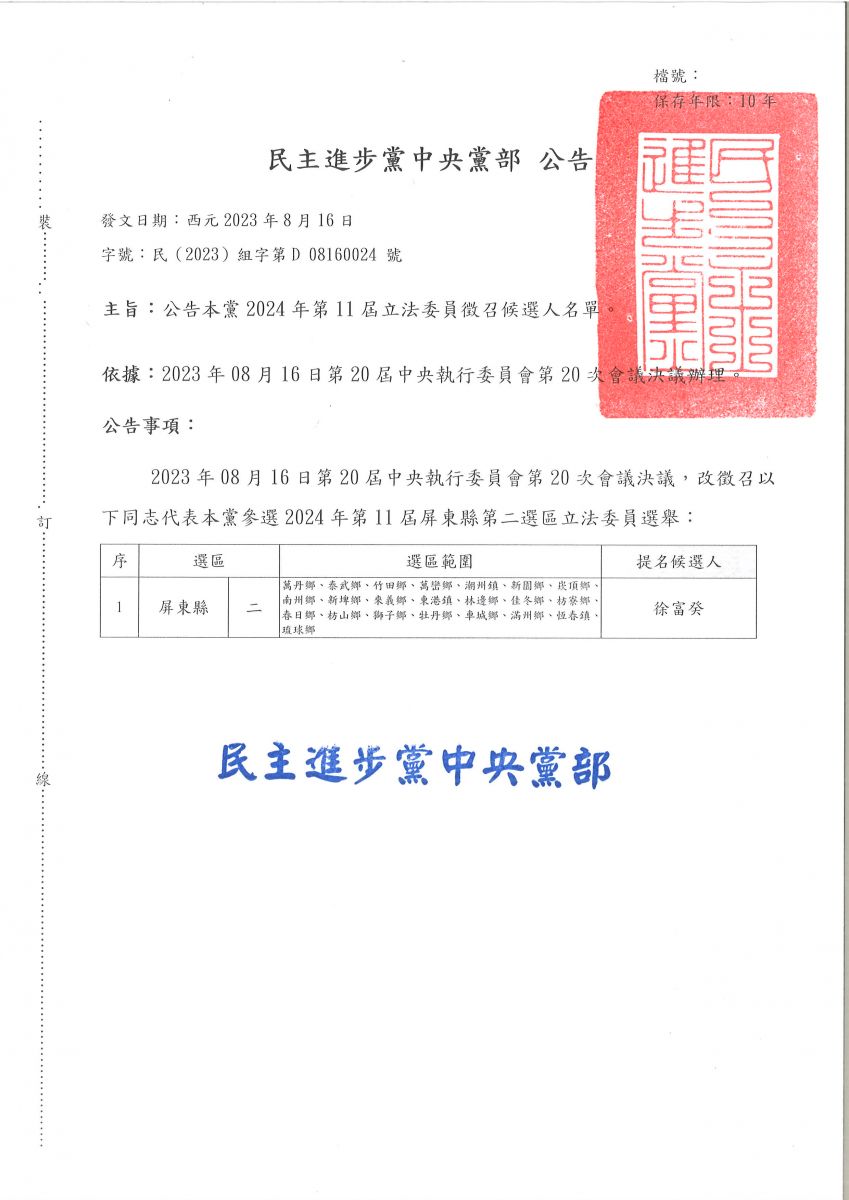 檔號：
保存年限：10 年
民主進步黨中央黨部 公告
發文日期：西元 2023 年 8 月 16 日
字號：民（2023）組字第 D 08160024 號
主旨：公告本黨 2024 年第 11 屆立法委員徵召候選人名單。
依據：2023 年 08 月 16 日第 20 屆中央執行委員會第 20 次會議決議辦理。
公告事項：
2023 年 08 月 16 日第 20 屆中央執行委員會第 20 次會議決議，改徵召以
下同志代表本黨參選 2024 年第 11 屆屏東縣第二選區立法委員選舉：
序 選區 選區範圍 提名候選人
1 屏東縣 二 萬丹鄉、泰武鄉、竹田鄉、萬巒鄉、潮州鎮、新園鄉、崁頂鄉、
南州鄉、新埤鄉、來義鄉、東港鎮、林邊鄉、佳冬鄉、枋寮鄉、
春日鄉、枋山鄉、獅子鄉、牡丹鄉、車城鄉、滿州鄉、恆春鎮、
琉球鄉
徐富癸
民主進步黨中央黨部
裝
訂
線